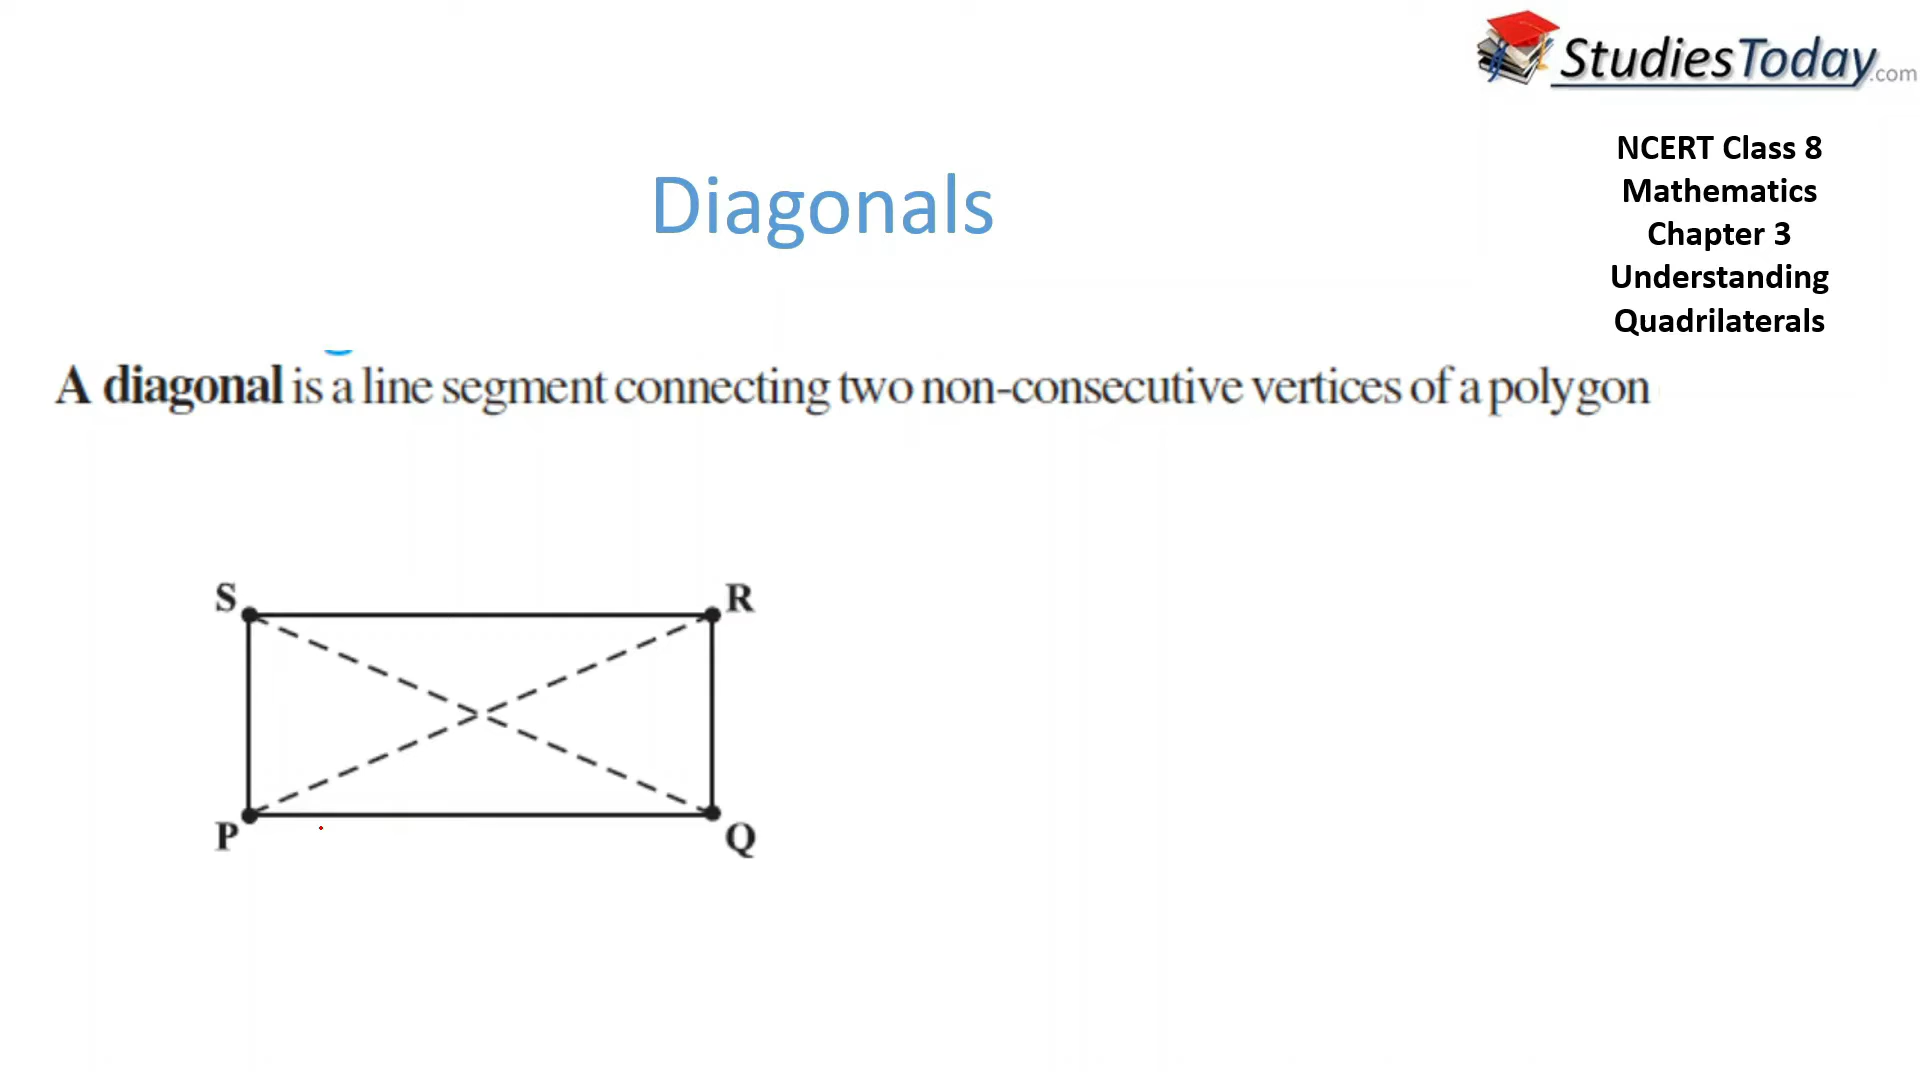 StudiesToday.com
NCERT Class 8
Mathematics
Chapter 3
Understanding
Quadrilaterals
Diagonals
A diagonal is a line segment connecting two non-consecutive vertices of a polygon
S
R
P
Q